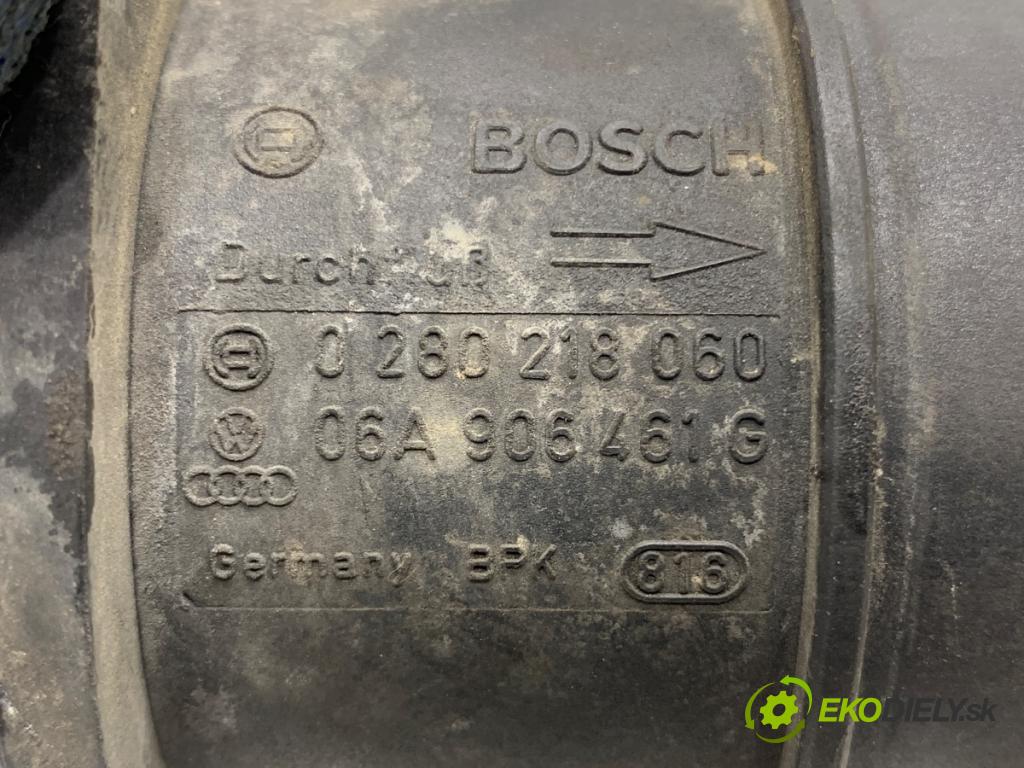 BOSCH
Durchfluß
0 280 218 060
06A 906 461 G
Germany BPK 816
EKODIELY.sk